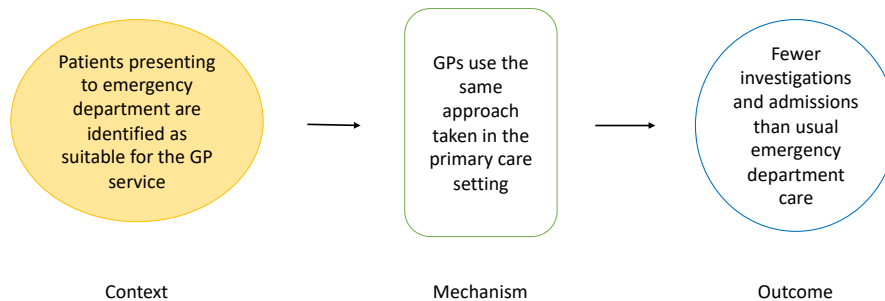 Patients presenting
to emergency
department are
identified as
suitable for the GP
service
GPs use the
same
approach
taken in the
primary care
setting
Fewer
investigations
and admissions
than usual
emergency
department
care
Context
Mechanism
Outcome